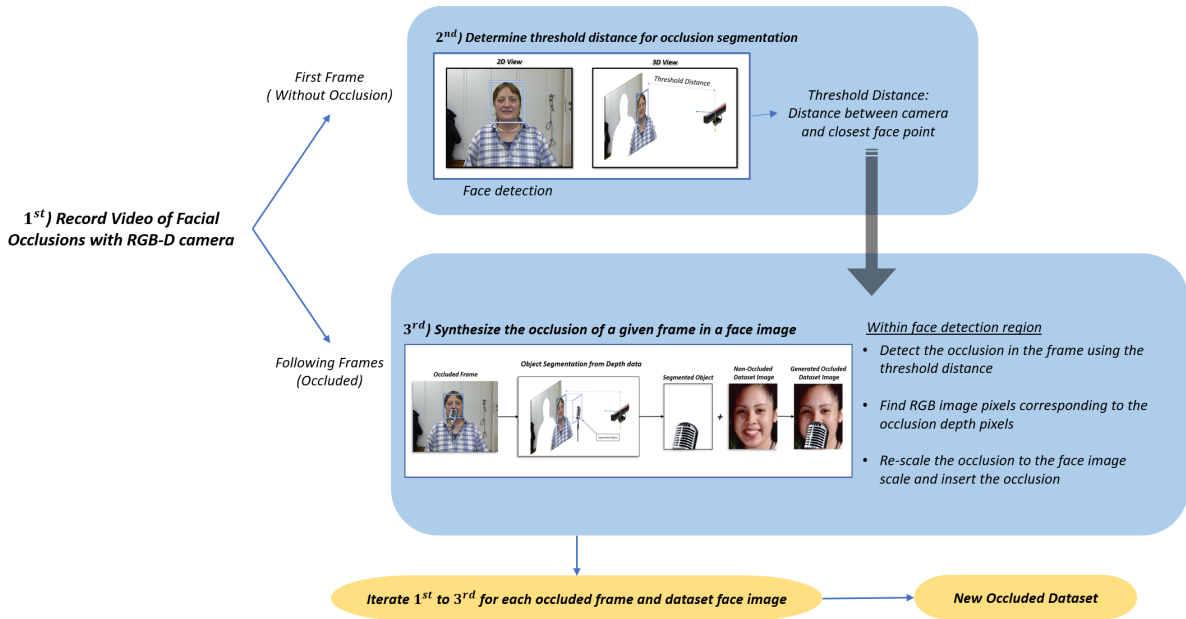 1st) Record Video of Facial
Occlusions with RGB-D camera
First Frame
( Without Occlusion)
2nd) Determine threshold distance for occlusion segmentation
2D View
3D View
Threshold Distance
Face detection
Threshold Distance:
Distance between camera
and closest face point
Following Frames
(Occluded)
3rd) Synthesize the occlusion of a given frame in a face image
Occluded Frame
Object Segmentation from Depth data
Segmented Object
Segmented Object
+
Non-Occluded
Dataset Image
Generated Occluded
Dataset Image
Within face detection region
• Detect the occlusion in the frame using the
threshold distance
• Find RGB image pixels corresponding to the
occlusion depth pixels
• Re-scale the occlusion to the face image
scale and insert the occlusion
Iterate 1st to 3rd for each occluded frame and dataset face image
New Occluded Dataset